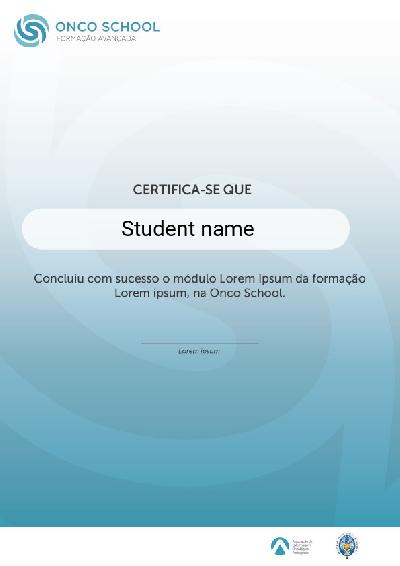 ONCO SCHOOL
FORMAÇÃO AVANÇADA
CERTIFICA-SE QUE
Student name
Concluiu com sucesso o módulo Lorem Ipsum da formação
Lorem ipsum, na Onco School.
Lorem ipsum